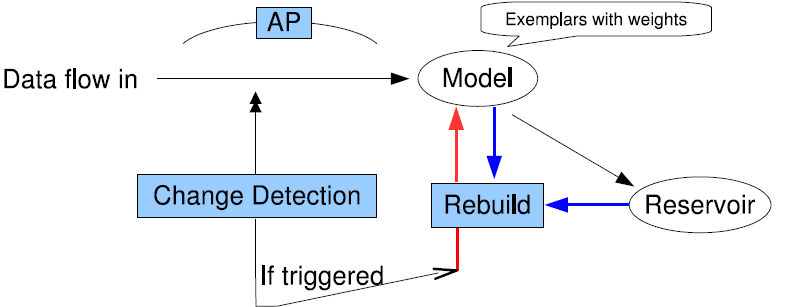 AP
Exemplars with weights
Data flow in
Model
Change Detection
Rebuild
Reservoir
If triggered